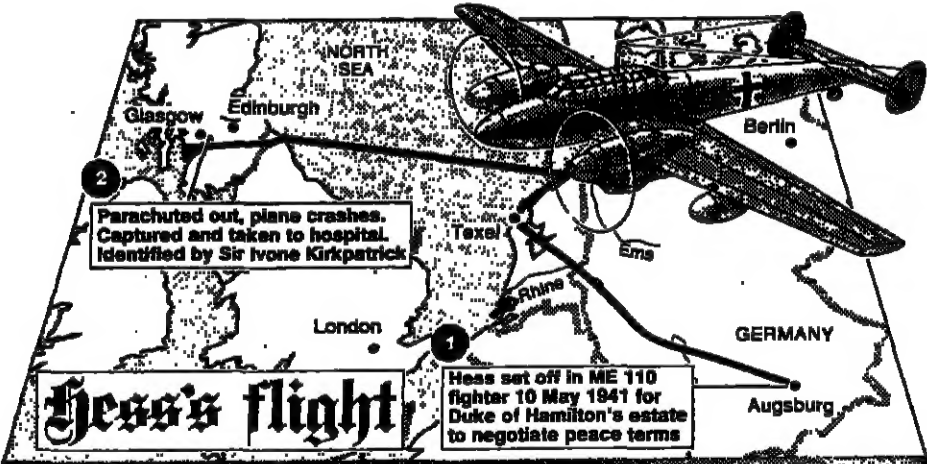 NORTH
SEA
Glasgow
Edinburgh
Berlin
2
Parachuted out, plane crashes.
Captured and taken to hospital.
Identified by Sir Ivone Kirkpatrick
Texel
Ems
Rhine
London
1
GERMANY
Hess's flight
Hess set off in ME 110
fighter 10 May 1941 for
Duke of Hamilton's estate
to negotiate peace terms
Augsburg